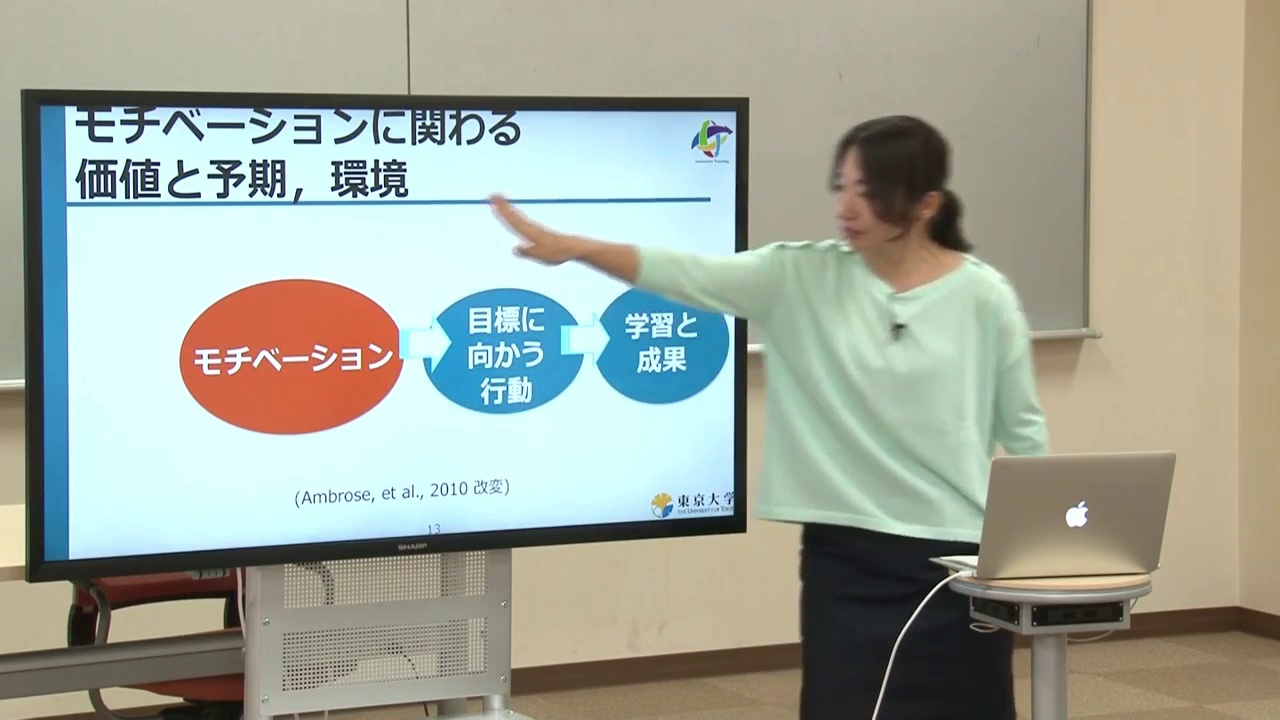 モチベーションに関わる
価値と予期，環境
モチベーション
目標に
向かう
行動
学習と
成果
(Ambrose, et al., 2010 改変)
東京大学
13
SHARP